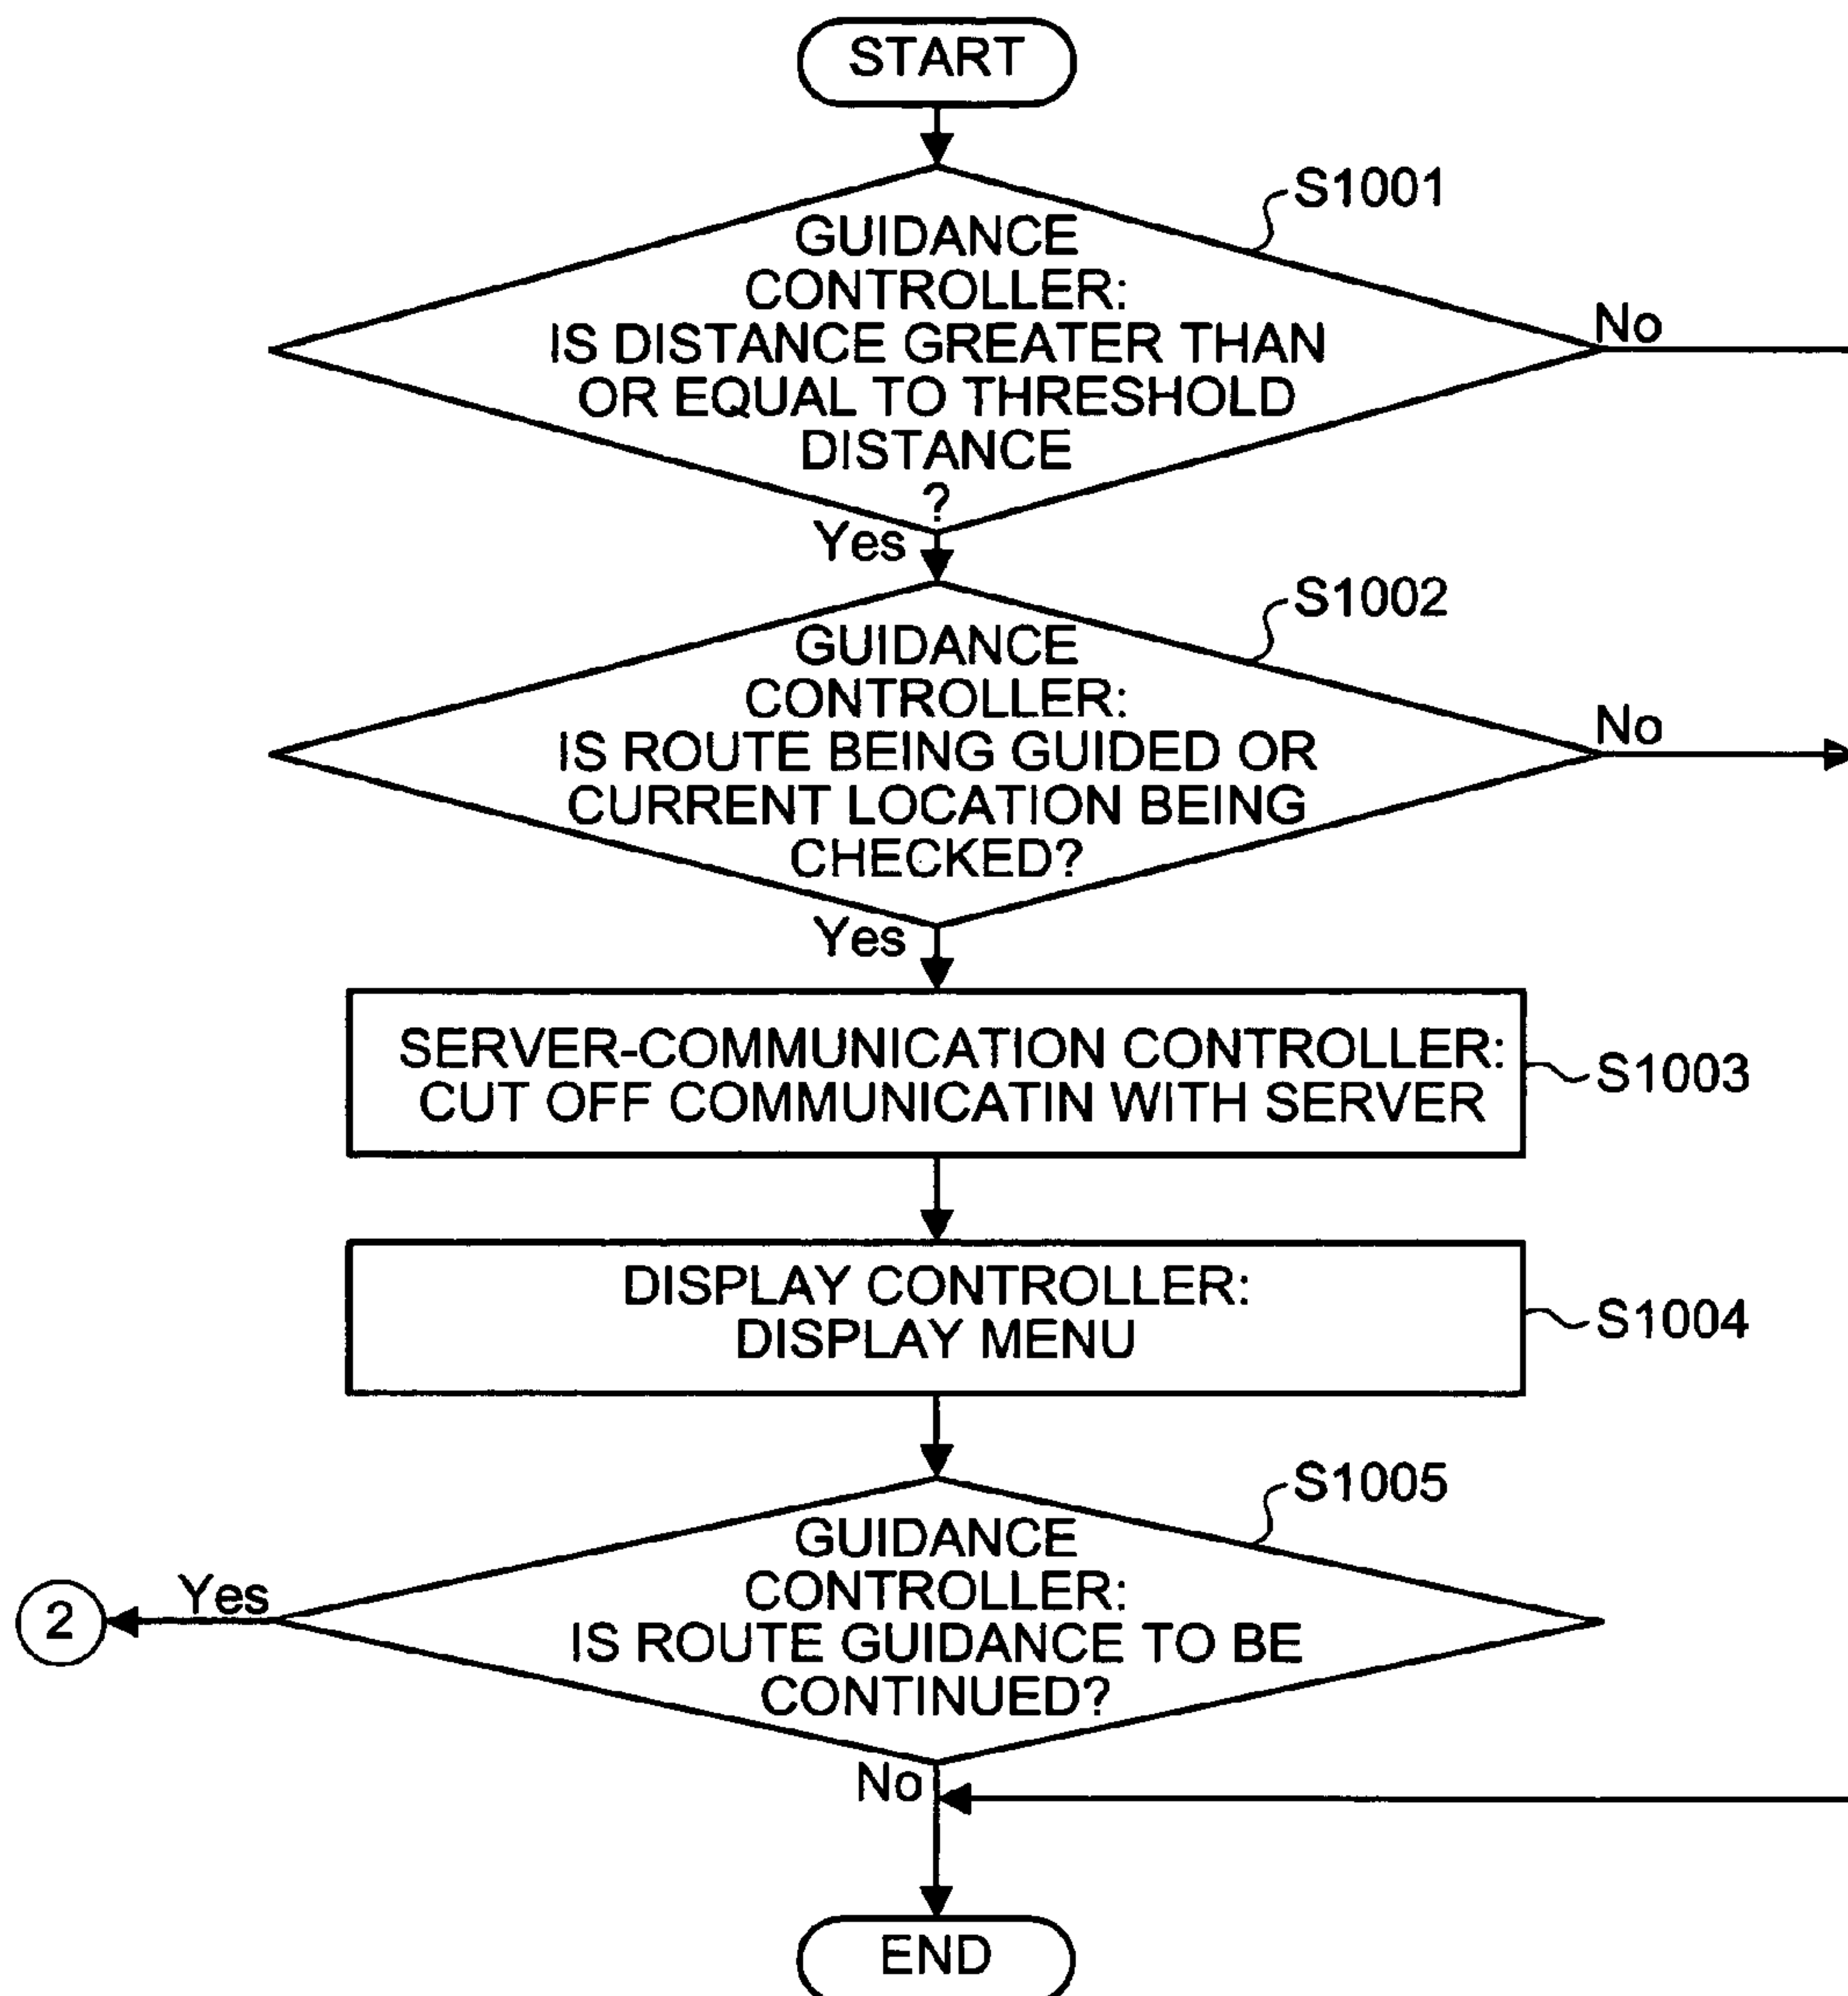 START
S1001
GUIDANCE
CONTROLLER:
IS DISTANCE GREATER THAN
OR EQUAL TO THRESHOLD
DISTANCE
?
No
Yes
S1002
GUIDANCE
CONTROLLER:
IS ROUTE BEING GUIDED OR
CURRENT LOCATION BEING
CHECKED?
No
Yes
SERVER-COMMUNICATION CONTROLLER:
CUT OFF COMMUNICATIN WITH SERVER
S1003
DISPLAY CONTROLLER:
DISPLAY MENU
S1004
S1005
GUIDANCE
CONTROLLER:
IS ROUTE GUIDANCE TO BE
CONTINUED?
Yes
2
No
END